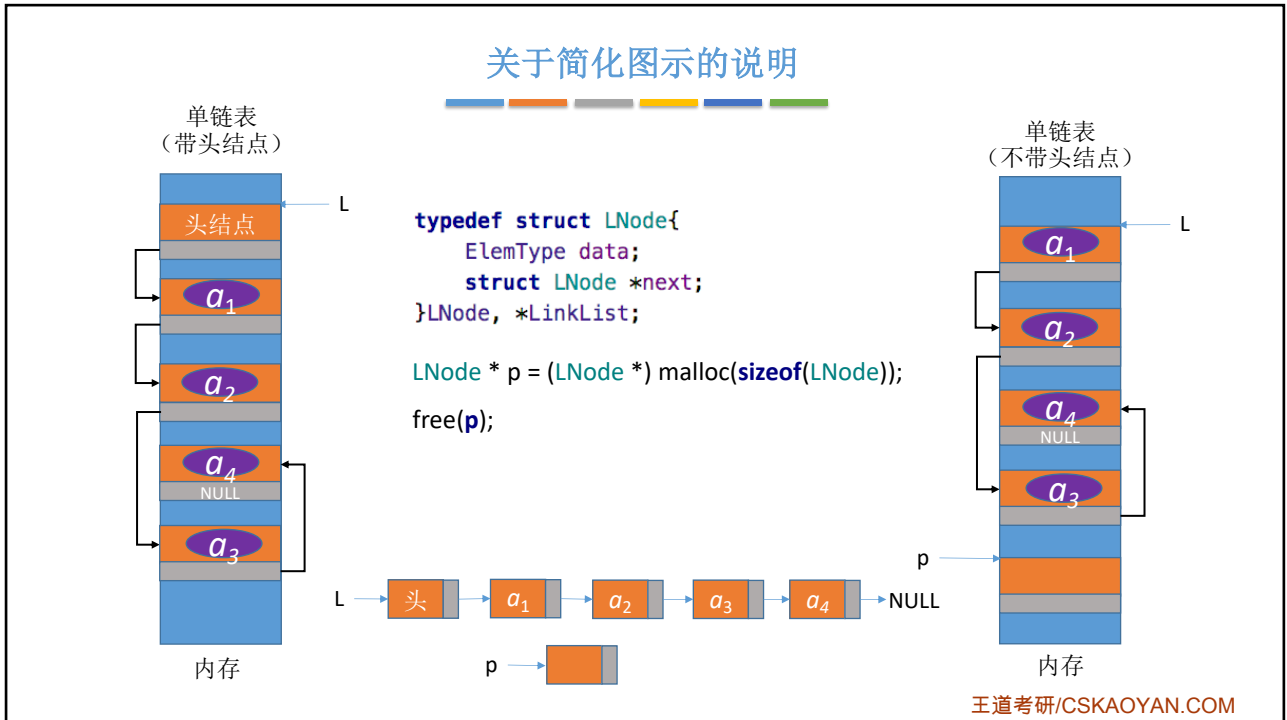 关于简化图示的说明
单链表
（带头结点）
L
头结点
a1
a2
a4
NULL
a3
内存
typedef struct LNode{
ElemType data;
struct LNode *next;
}LNode, *LinkList;
LNode * p = (LNode *) malloc(sizeof(LNode));
free(p);
L 头 a1 a2 a3 a4 NULL
p
单链表
（不带头结点）
L
a1
a2
a4
NULL
a3
p
内存
王道考研/CSKAOYAN.COM